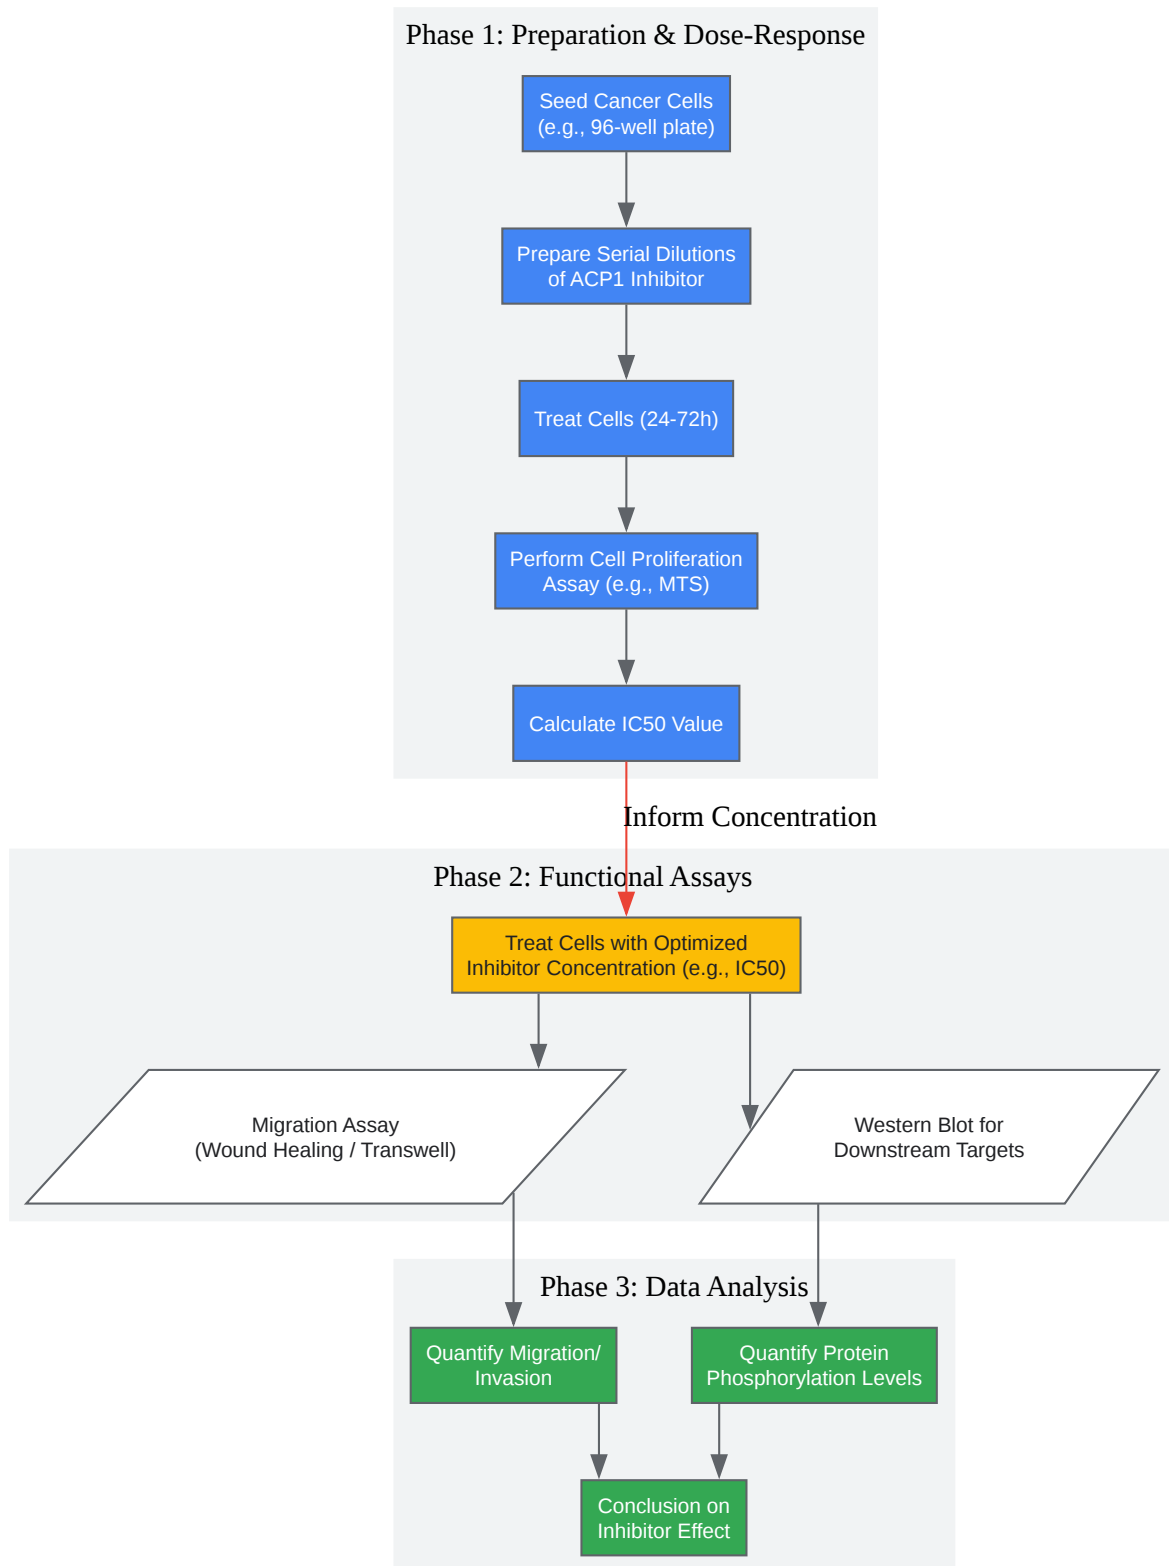 Phase 1: Preparation & Dose-Response
Seed Cancer Cells
(e.g., 96-well plate)
Prepare Serial Dilutions
of ACP1 Inhibitor
Treat Cells (24-72h)
Perform Cell Proliferation
Assay (e.g., MTS)
Calculate IC50 Value
Inform Concentration
Phase 2: Functional Assays
Treat Cells with Optimized
Inhibitor Concentration (e.g., IC50)
Migration Assay
(Wound Healing / Transwell)
Western Blot for
Downstream Targets
Phase 3: Data Analysis
Quantify Migration/
Invasion
Quantify Protein
Phosphorylation Levels
Conclusion on
Inhibitor Effect